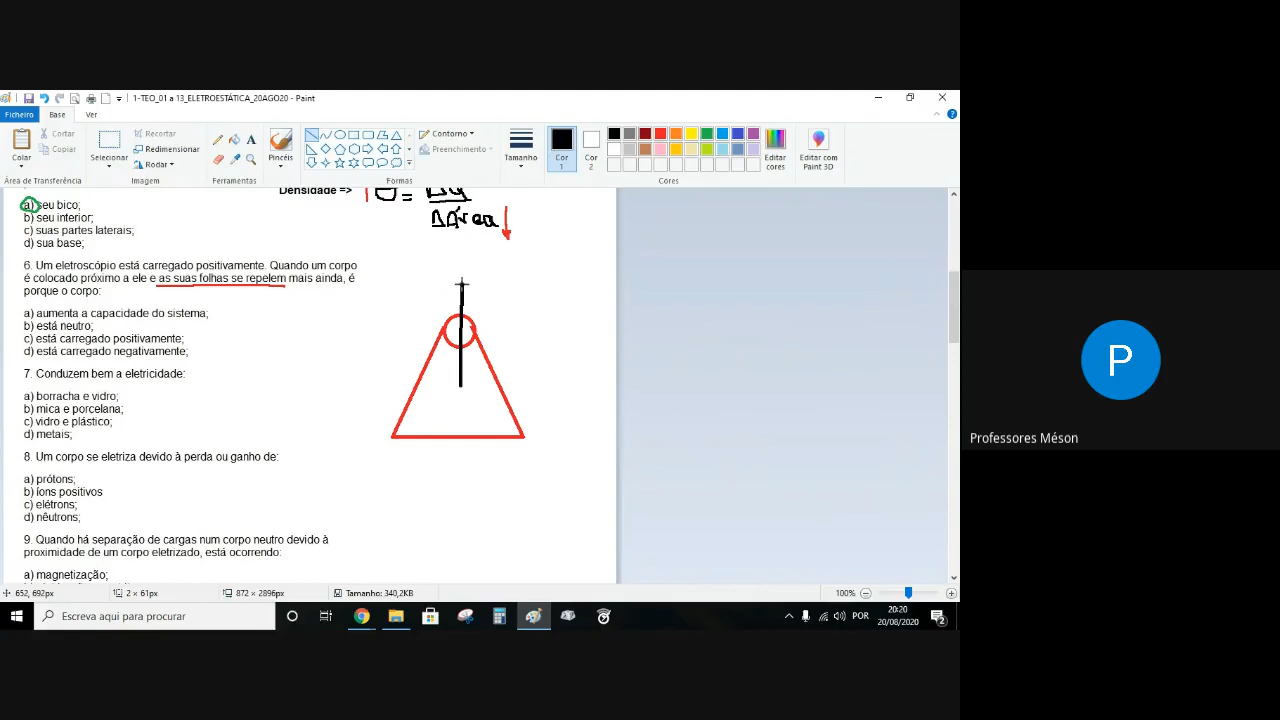 1-TEO_01 a 13_ELETROESTÁTICA_20AGO20 - Paint
Ficheiro Base Ver
Colar
Cortar
Copiar
Selecionar
Recortar
Redimensionar
Rodar
A
Pincéis
Contorno
Preenchimento
Tamanho
Cor 1
Cor 2
Editar cores
Editar com Paint 3D
Área de Transferência Imagem Ferramentas Formas Cores
Densidade =>
a) seu bico;
b) seu interior;
c) suas partes laterais;
d) sua base;
ΔÁrea
6. Um eletroscópio está carregado positivamente. Quando um corpo
é colocado próximo a ele e as suas folhas se repelem mais ainda, é
porque o corpo:
a) aumenta a capacidade do sistema;
b) está neutro;
c) está carregado positivamente;
d) está carregado negativamente;
7. Conduzem bem a eletricidade:
a) borracha e vidro;
b) mica e porcelana;
c) vidro e plástico;
d) metais;
8. Um corpo se eletriza devido à perda ou ganho de:
a) prótons;
b) íons positivos
c) elétrons;
d) nêutrons;
9. Quando há separação de cargas num corpo neutro devido à
proximidade de um corpo eletrizado, está ocorrendo:
a) magnetização;
652, 692px 2 × 61px 872 × 2896px Tamanho: 340,2KB 100%
Escreva aqui para procurar
POR
20:20
20/08/2020
2
P
Professores Méson